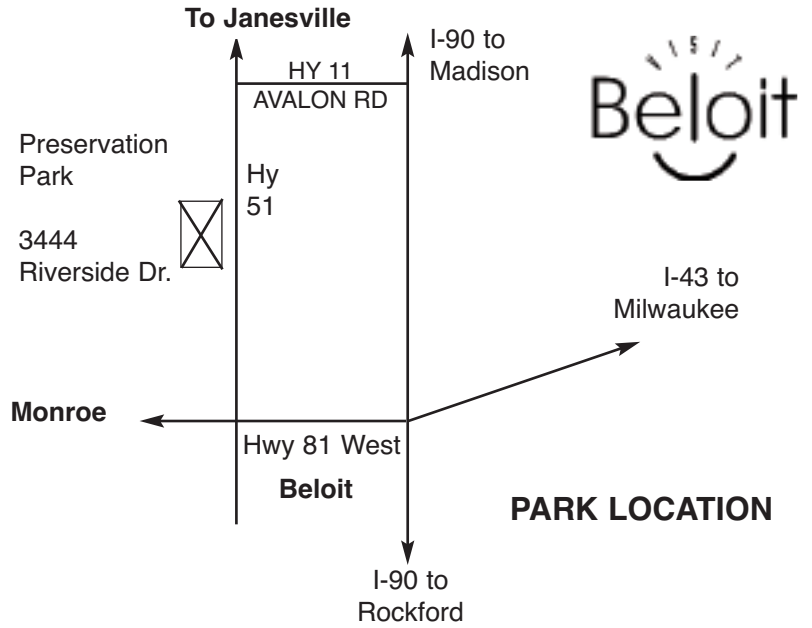 To Janesville
I-90 to
Madison
HY 11
AVALON RD
VISIT
Beloit
Preservation
Park
Hy
51
3444
Riverside Dr.
I-43 to
Milwaukee
Monroe
Hwy 81 West
Beloit
PARK LOCATION
I-90 to
Rockford